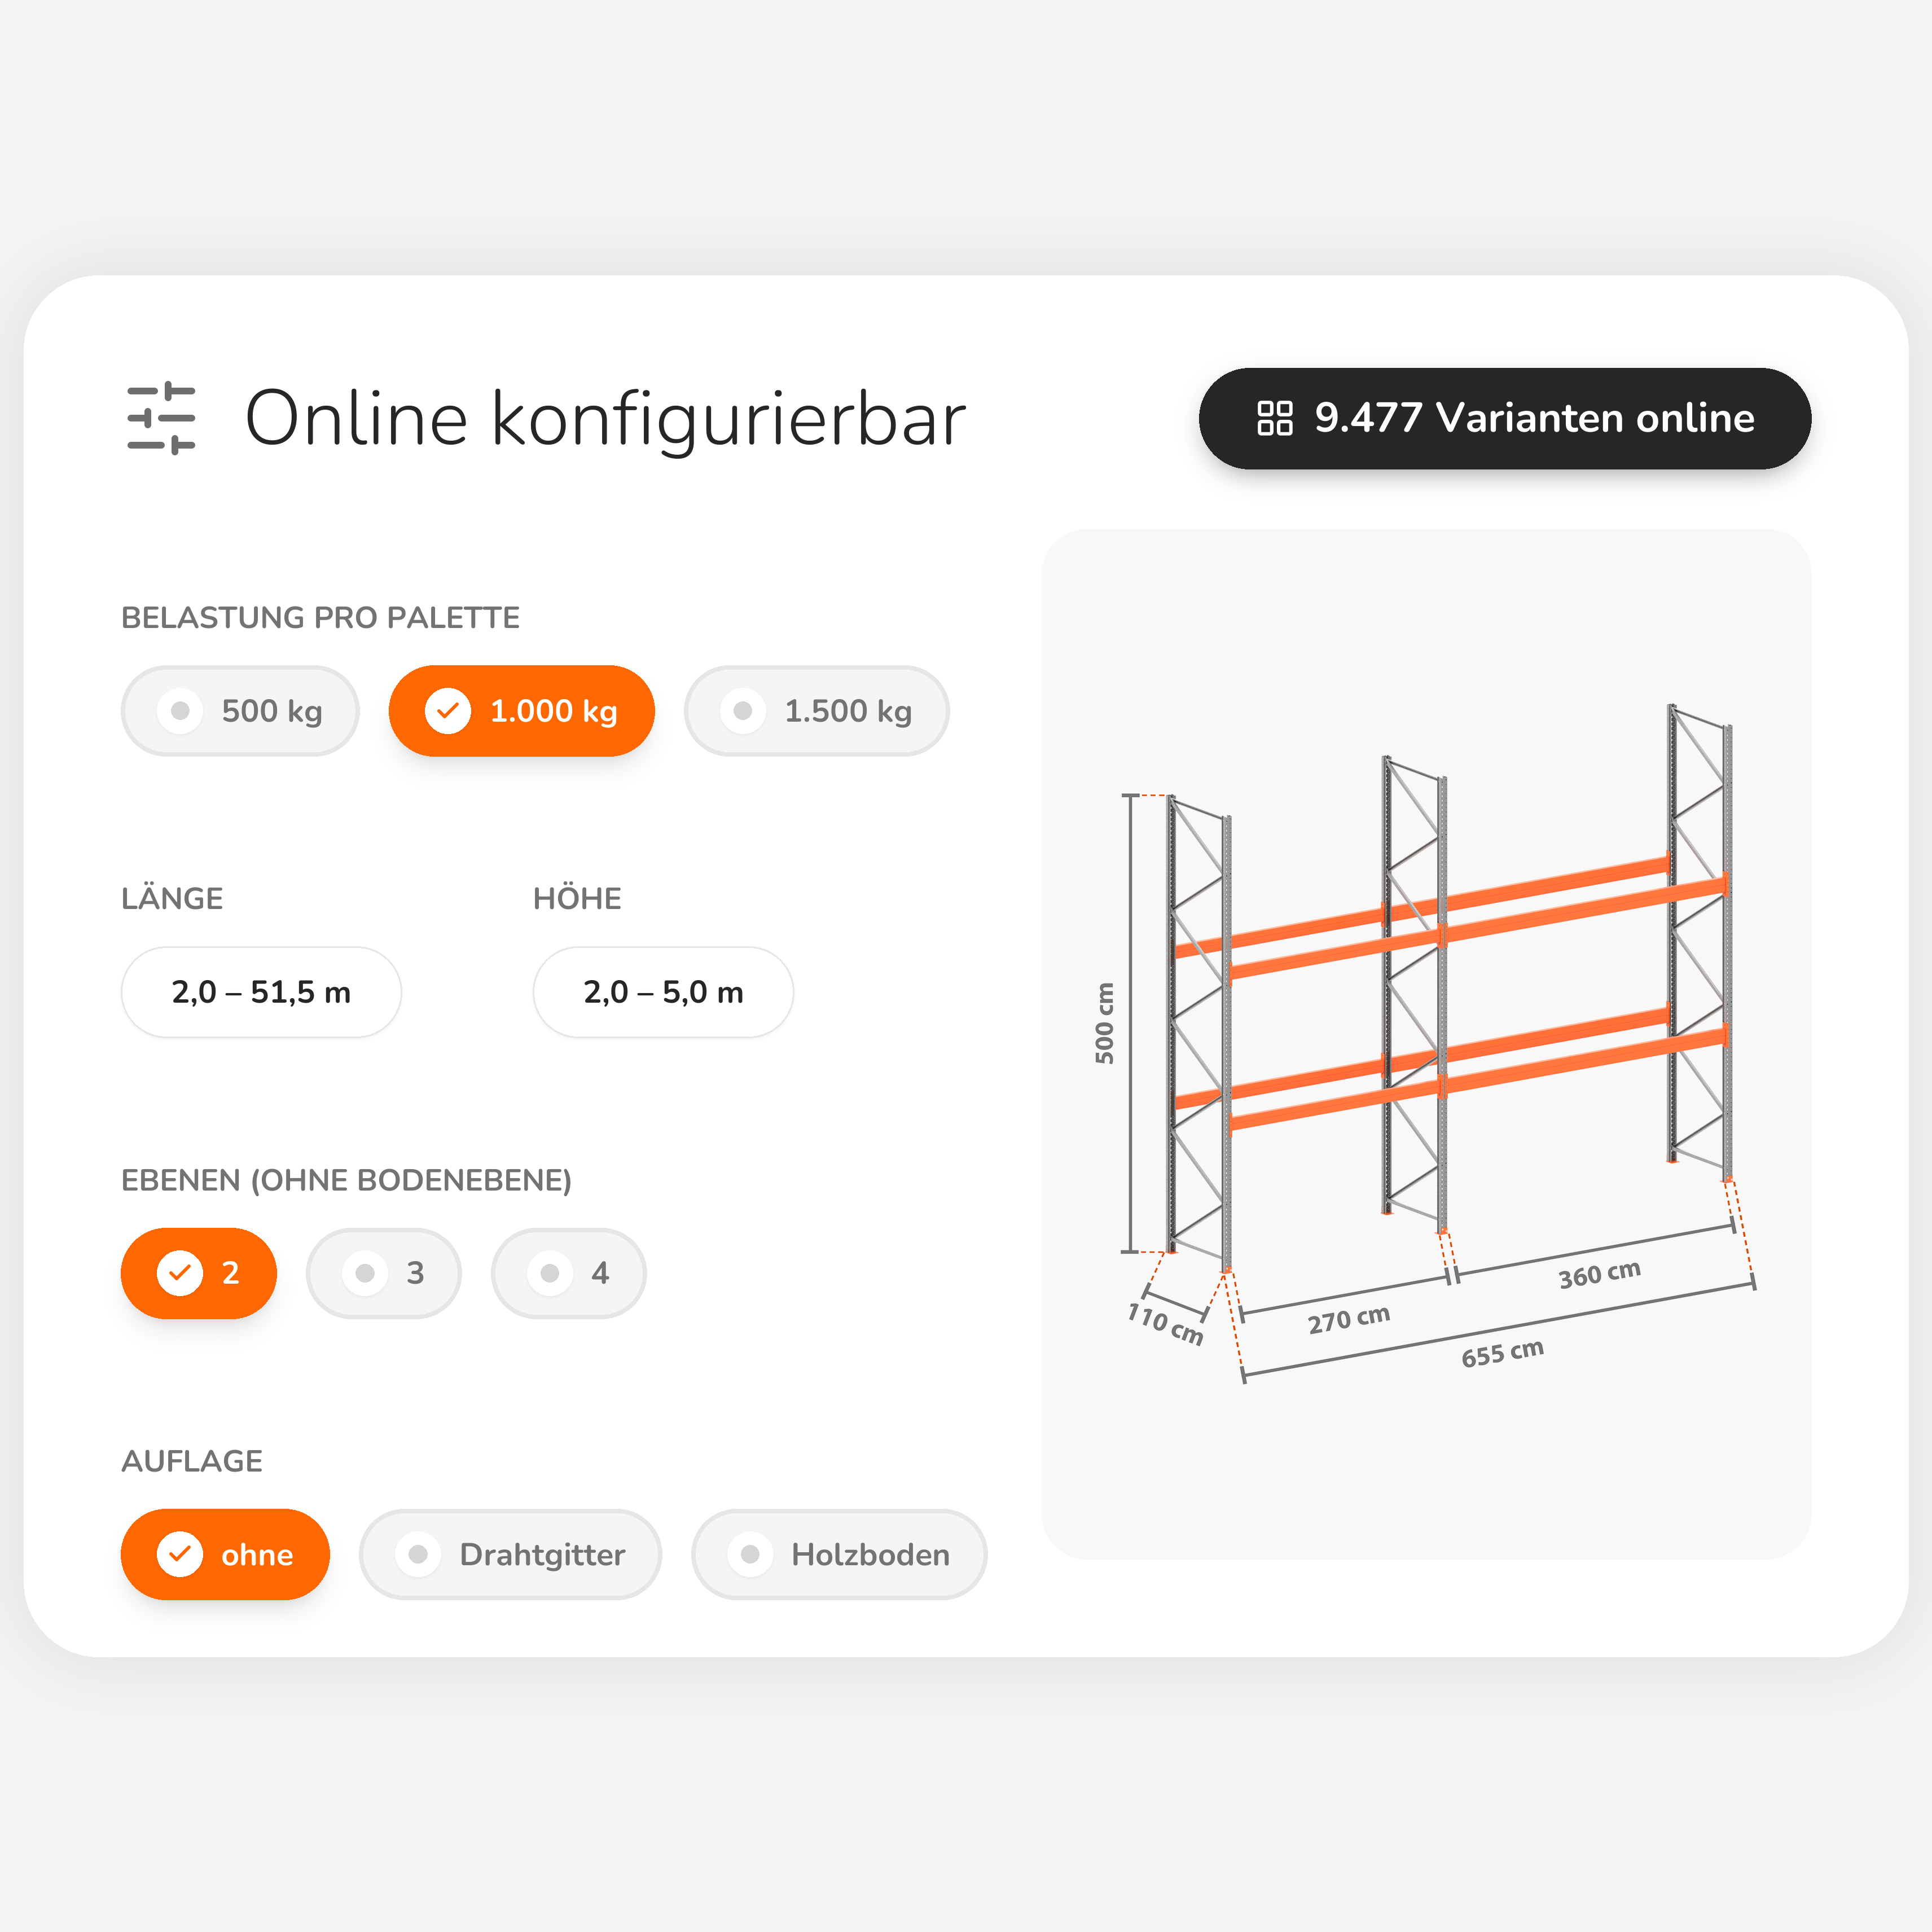 Online konfigurierbar
9.477 Varianten online
BELASTUNG PRO PALETTE
500 kg
1.000 kg
1.500 kg
LÄNGE
HÖHE
2,0 – 51,5 m
2,0 – 5,0 m
EBENEN (OHNE BODENEBENE)
2
3
4
AUFLAGE
ohne
Drahtgitter
Holzboden
500 cm
110 cm
270 cm
360 cm
655 cm